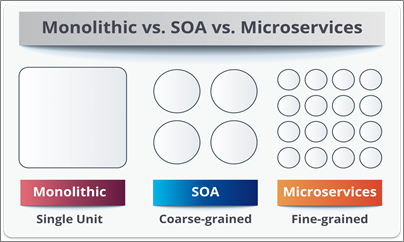 Monolithic vs. SOA vs. Microservices
Monolithic SOA Microservices
Single Unit Coarse-grained Fine-grained